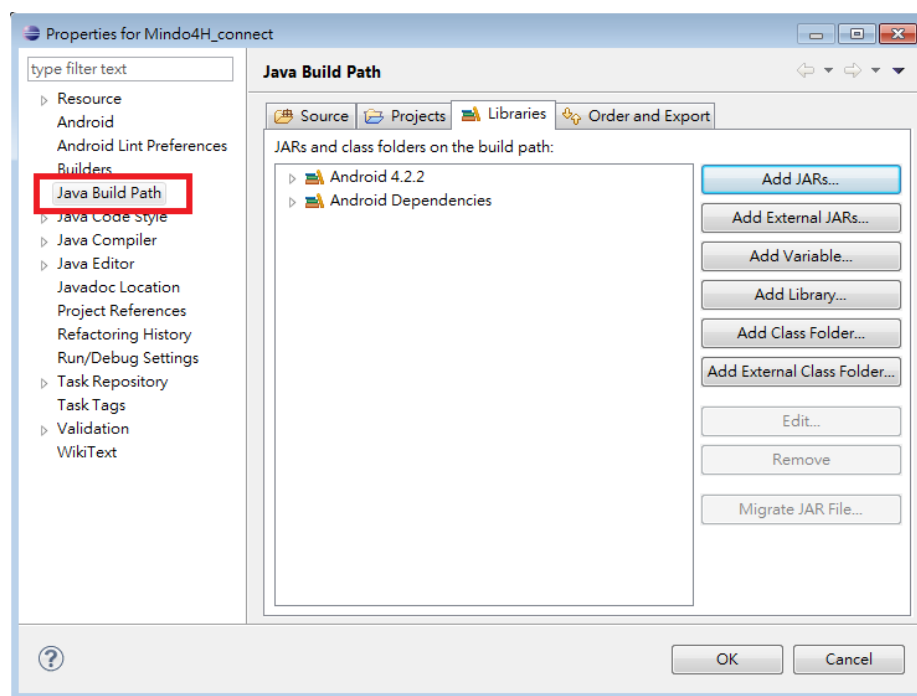 Properties for Mindo4H_connect
type filter text
Resource
Android
Android Lint Preferences
Builders
Java Build Path
Java Code Style
Java Compiler
Java Editor
Javadoc Location
Project References
Refactoring History
Run/Debug Settings
Task Repository
Task Tags
Validation
WikiText
Java Build Path
Source Projects Libraries Order and Export
JARs and class folders on the build path:
Android 4.2.2
Android Dependencies
Add JARs...
Add External JARs...
Add Variable...
Add Library...
Add Class Folder...
Add External Class Folder...
Edit...
Remove
Migrate JAR File...
?
OK Cancel